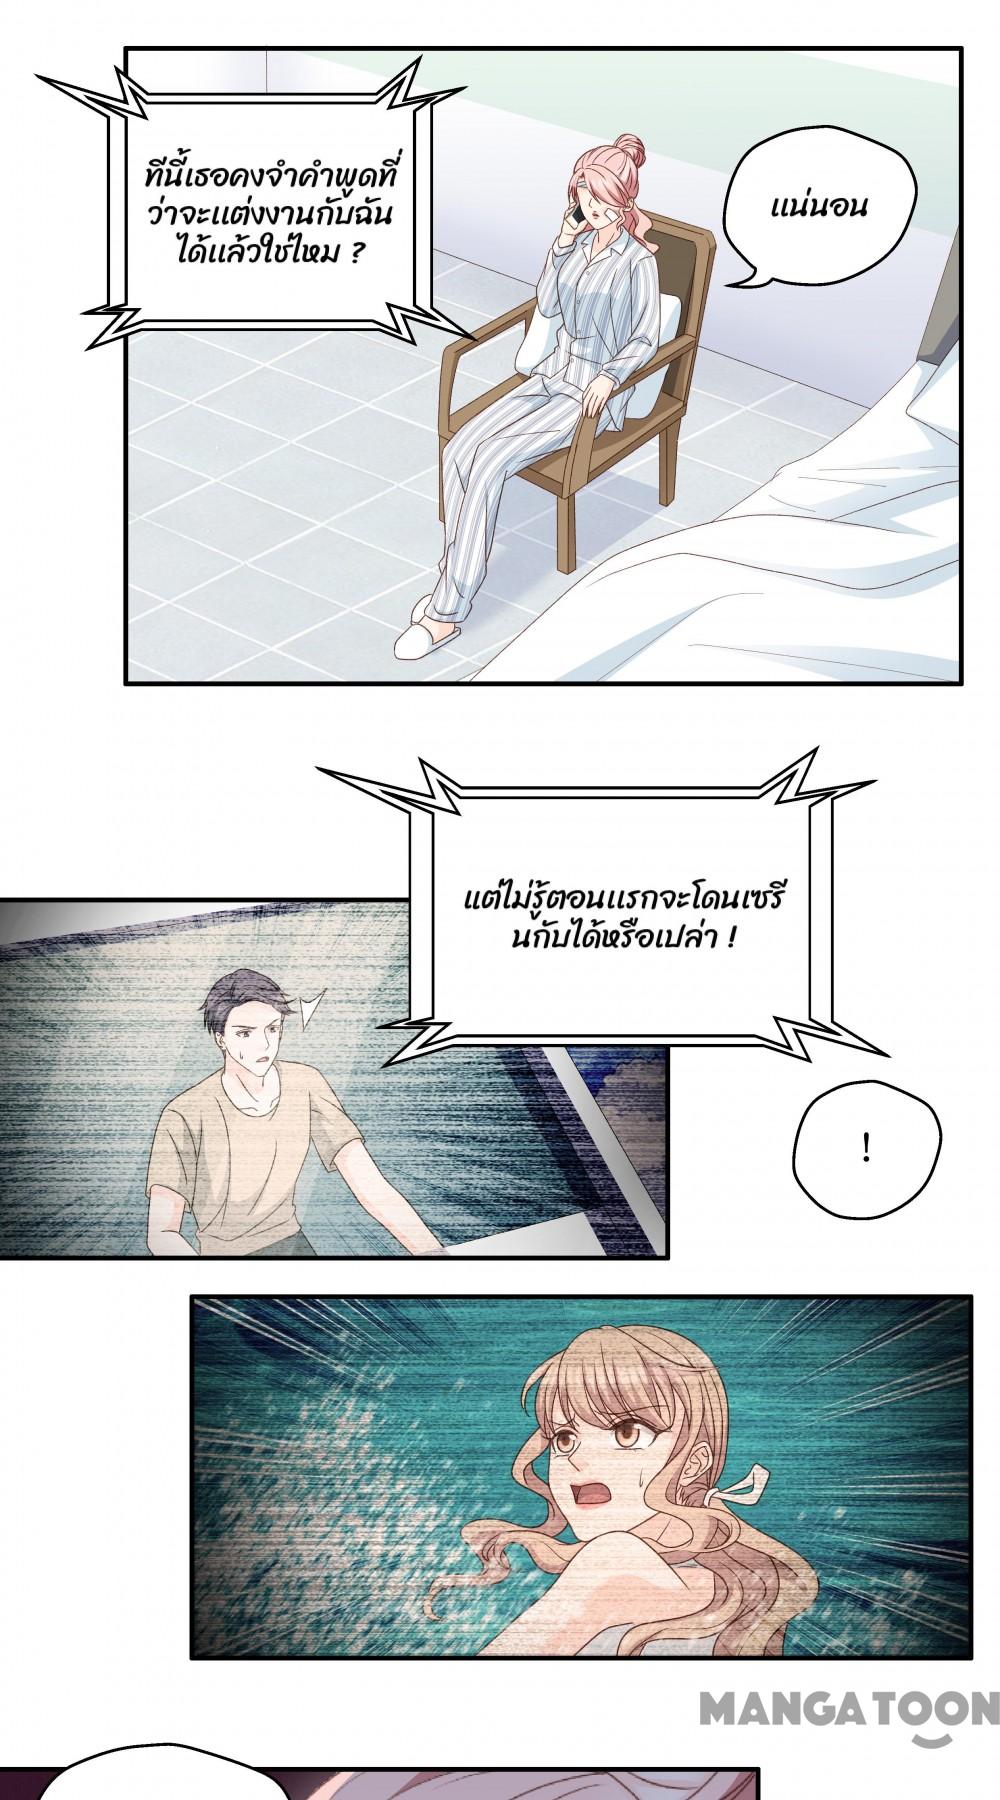 ทีนี้เธอคงจำคำพูดที่
ว่าจะแต่งงานกับฉัน
ได้แล้วใช่ไหม ?
แน่นอน
แต่ไม่รู้ตอนแรกจะโดนเซรี
นกับได้หรือเปล่า !
!
MANGATOON